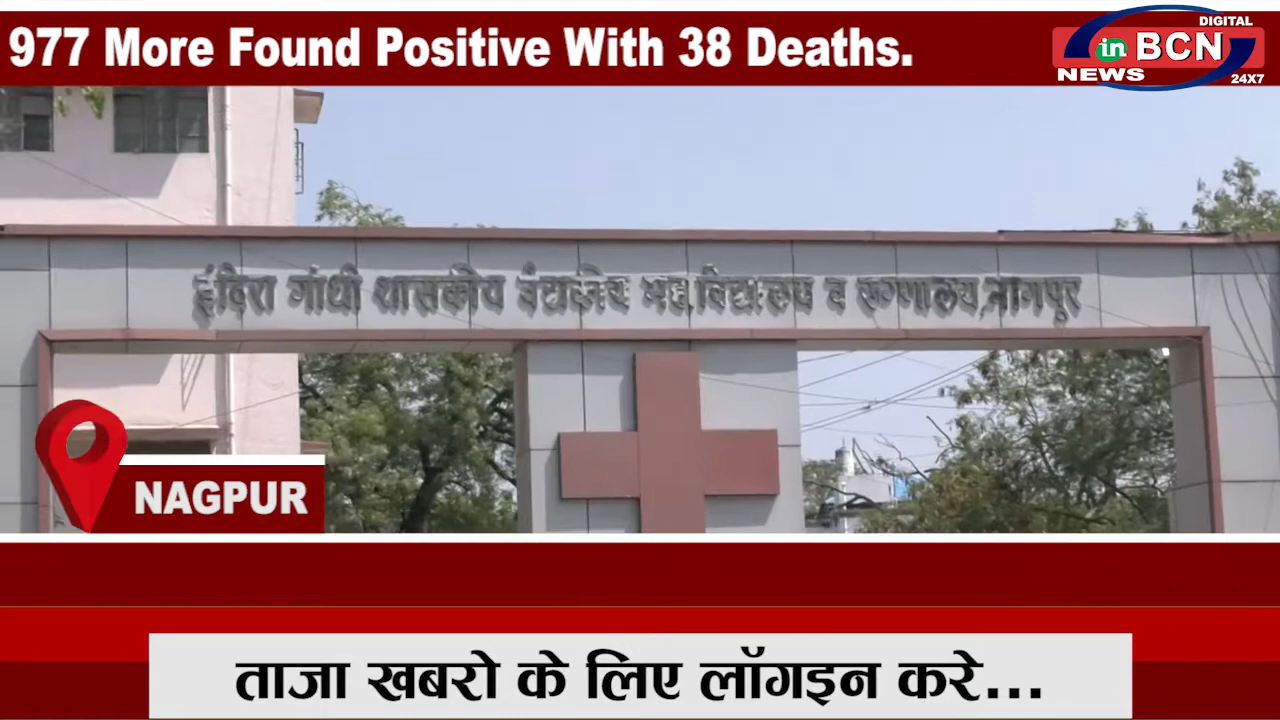 977 More Found Positive With 38 Deaths.
DIGITAL
in BCN
NEWS
24X7
इंदिरा गांधी शासकीय वैद्यकीय महाविद्यालय व रुग्णालय, नागपूर
NAGPUR
ताजा खबरो के लिए लॉगइन करे...